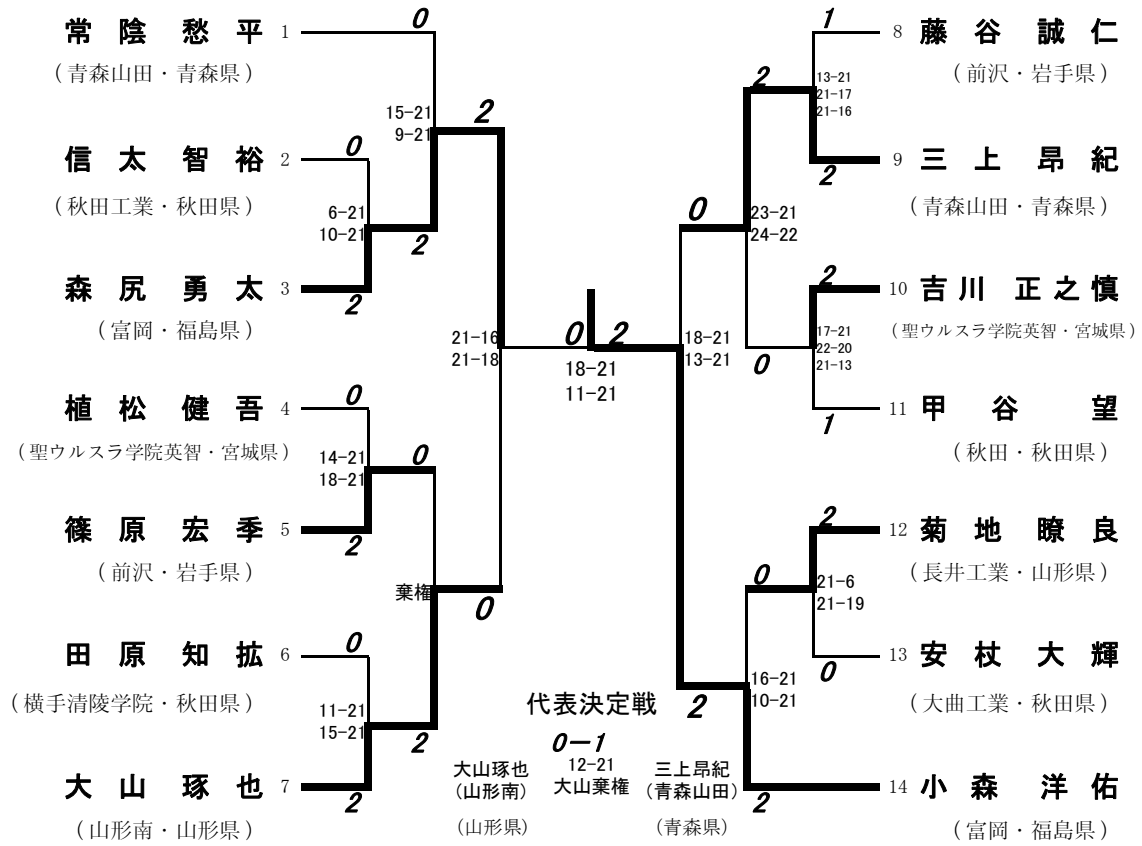 常陰愁平 1
（青森山田・青森県）
0
15-21
9-21
2
信太智裕 2
（秋田工業・秋田県）
0
6-21
10-21
2
森尻勇太 3
（富岡・福島県）
2
21-16
21-18
植松健吾 4
（聖ウルスラ学院英智・宮城県）
0
14-21
18-21
0
篠原宏季 5
（前沢・岩手県）
2
棄権
0
田原知拡 6
（横手清陵学院・秋田県）
0
11-21
15-21
2
大山琢也 7
（山形南・山形県）
2
0 2
18-21
11-21
1
8 藤谷誠仁
（前沢・岩手県）
2
13-21
21-17
21-16
9 三上昂紀
2
（青森山田・青森県）
0
23-21
24-22
2
10 吉川正之慎
（聖ウルスラ学院英智・宮城県）
18-21
13-21
17-21
22-20
21-13
0
11 甲谷望
1
（秋田・秋田県）
2
12 菊地瞭良
（長井工業・山形県）
0
21-6
21-19
13 安杖大輝
0
（大曲工業・秋田県）
16-21
10-21
2
14 小森洋佑
2
（富岡・福島県）
代表決定戦
0－1
12-21
大山棄権
大山琢也
（山形南）
（山形県）
三上昂紀
（青森山田）
（青森県）